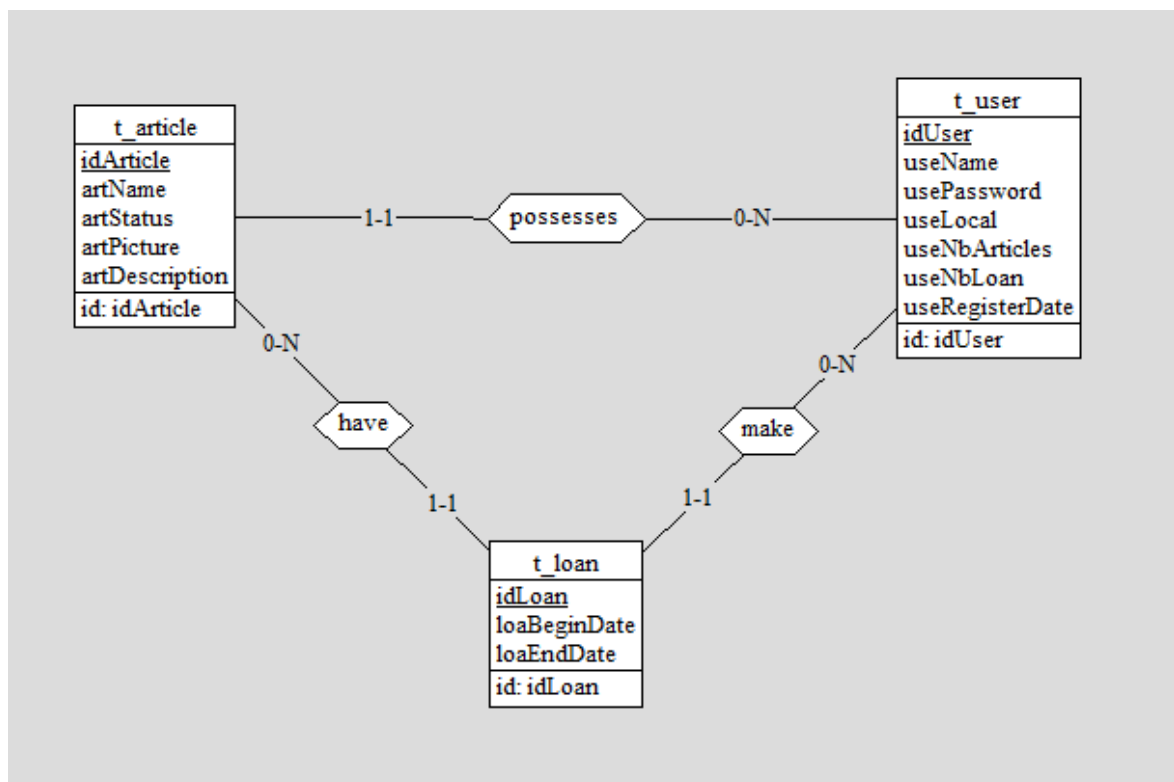 t_article
idArticle
artName
artStatus
artPicture
artDescription
id: idArticle
1-1
possesses
0-N
t_user
idUser
useName
usePassword
useLocal
useNbArticles
useNbLoan
useRegisterDate
id: idUser
0-N
have
1-1
0-N
make
1-1
t_loan
idLoan
loaBeginDate
loaEndDate
id: idLoan